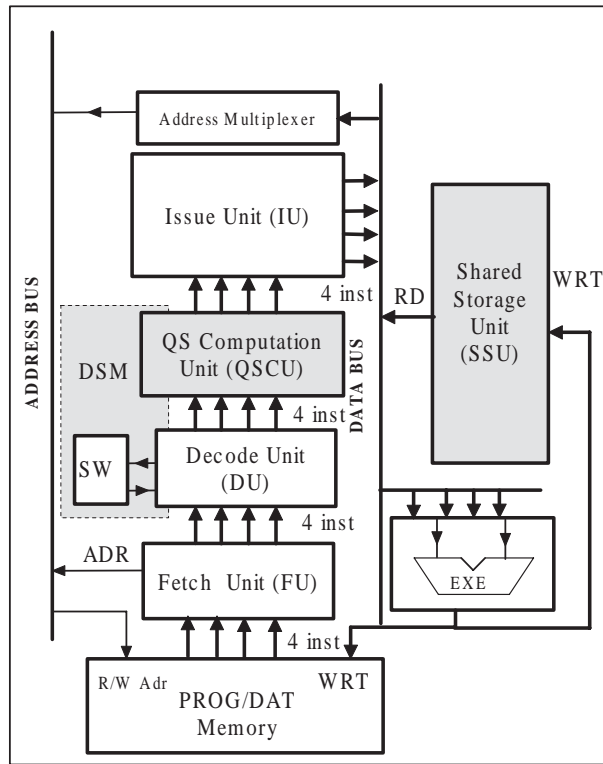 Address Multiplexer
Issue Unit (IU)
4 inst
RD
Shared
Storage
Unit
(SSU)
WRT
ADDRESS BUS
DSM
QS Computation
Unit (QSCU)
DATA BUS
4 inst
SW
Decode Unit
(DU)
4 inst
ADR
Fetch Unit (FU)
EXE
4 inst
R/W Adr
WRT
PROG/DAT
Memory